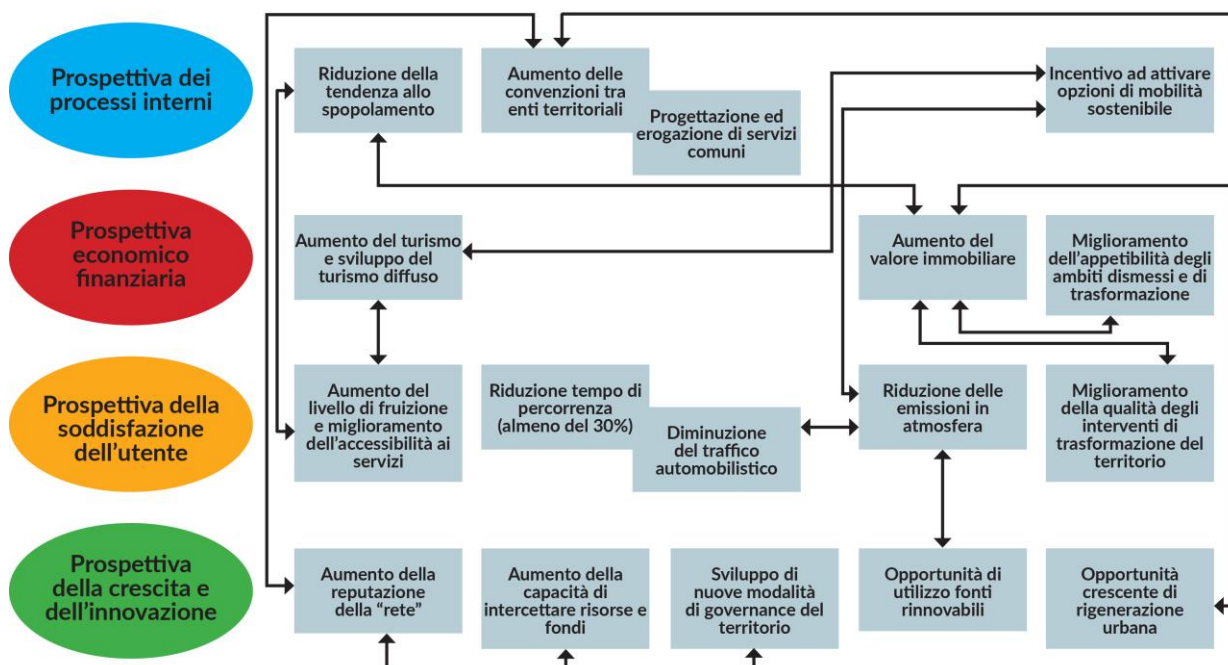 Prospettiva dei
processi interni
Riduzione della
tendenza allo
spopolamento
Aumento delle
convenzioni tra
enti territoriali
Progettazione ed
erogazione di servizi
comuni
Incentivo ad attivare
opzioni di mobilità
sostenibile
Prospettiva
economico
finanziaria
Aumento del turismo
e sviluppo del
turismo diffuso
Aumento del
valore immobiliare
Miglioramento
dell'appetibilità degli
ambiti dismessi e di
trasformazione
Prospettiva della
soddisfazione
dell'utente
Aumento del
livello di fruizione
e miglioramento
dell'accessibilità ai
servizi
Riduzione tempo di
percorrenza
(almeno del 30%)
Diminuzione
del traffico
automobilistico
Riduzione delle
emissioni in
atmosfera
Miglioramento
della qualità degli
interventi di
trasformazione del
territorio
Prospettiva
della crescita e
dell'innovazione
Aumento della
reputazione
della “rete”
Aumento della
capacità di
intercettare risorse e
fondi
Sviluppo di
nuove modalità
di governance del
territorio
Opportunità di
utilizzo fonti
rinnovabili
Opportunità
crescente di
rigenerazione
urbana